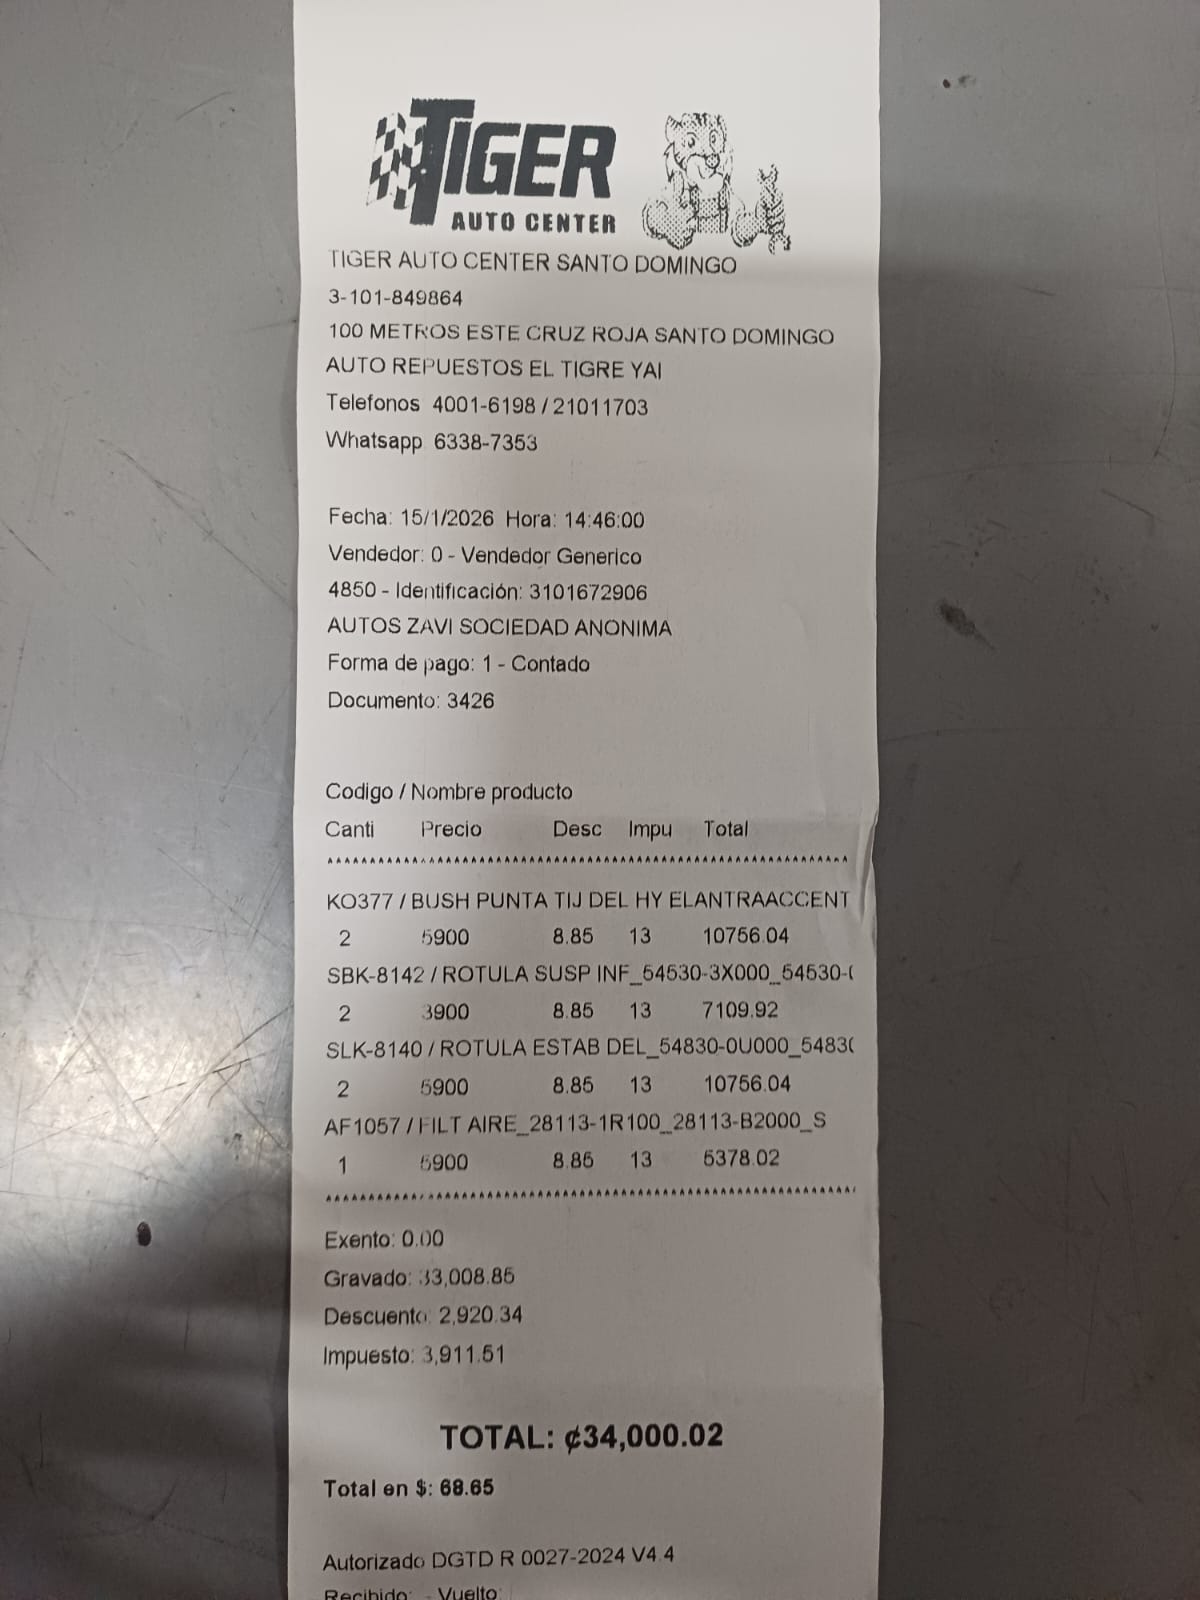 TIGER
AUTO CENTER
TIGER AUTO CENTER SANTO DOMINGO
3-101-849864
100 METROS ESTE CRUZ ROJA SANTO DOMINGO
AUTO REPUESTOS EL TIGRE YAI
Telefonos 4001-6198 / 21011703
Whatsapp 6338-7353
Fecha: 15/1/2026 Hora: 14:46:00
Vendedor: 0 - Vendedor Generico
4850 - Identificación: 3101672906
AUTOS ZAVI SOCIEDAD ANONIMA
Forma de pago: 1 - Contado
Documento: 3426
Codigo / Nombre producto
Canti Precio Desc Impu Total
KO377 / BUSH PUNTA TIJ DEL HY ELANTRAACCENT
2 5900 8.85 13 10756.04
SBK-8142 / ROTULA SUSP INF_54530-3X000_54530-(
2 3900 8.85 13 7109.92
SLK-8140 / ROTULA ESTAB DEL_54830-0U000_5483(
2 5900 8.85 13 10756.04
AF1057 / FILT AIRE_28113-1R100_28113-B2000_S
1 5900 8.85 13 5378.02
Exento: 0.00
Gravado: 33,008.85
Descuento: 2,920.34
Impuesto: 3,911.51
TOTAL: ¢34,000.02
Total en $: 68.65
Autorizado DGTD R 0027-2024 V4.4
Recibido: - Vuelto: